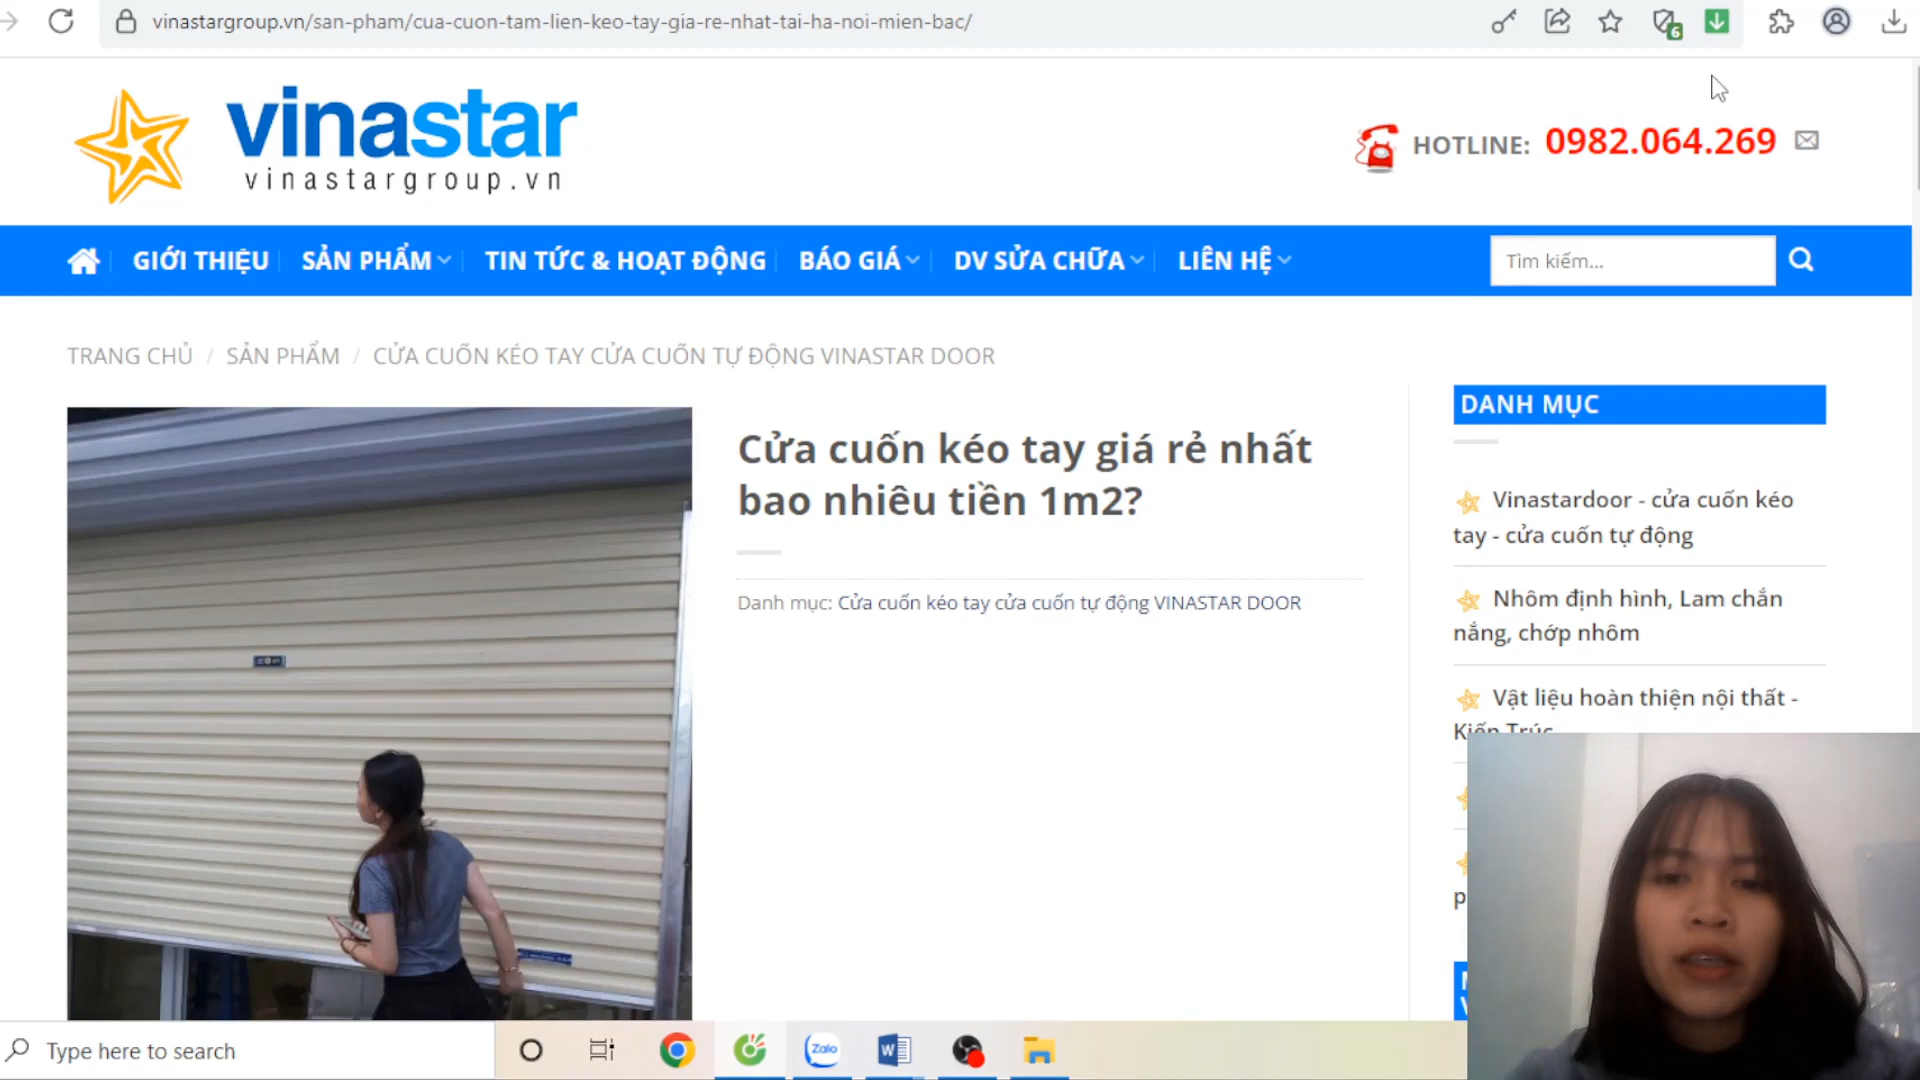 vinastargroup.vn/san-pham/cua-cuon-tam-lien-keo-tay-gia-re-nhat-tai-ha-noi-mien-bac/
6
vinastar
vinastargroup.vn
HOTLINE: 0982.064.269
GIỚI THIỆU
SẢN PHẨM
TIN TỨC & HOẠT ĐỘNG
BÁO GIÁ
DV SỬA CHỮA
LIÊN HỆ
Tìm kiếm...
TRANG CHỦ / SẢN PHẨM / CỬA CUỐN KÉO TAY CỬA CUỐN TỰ ĐỘNG VINASTAR DOOR
Cửa cuốn kéo tay giá rẻ nhất
bao nhiêu tiền 1m2?
Danh mục: Cửa cuốn kéo tay cửa cuốn tự động VINASTAR DOOR
DANH MỤC
Vinastardoor - cửa cuốn kéo
tay - cửa cuốn tự động
Nhôm định hình, Lam chắn
nắng, chớp nhôm
Vật liệu hoàn thiện nội thất -
Kiến Trúc
Type here to search
Zalo
W